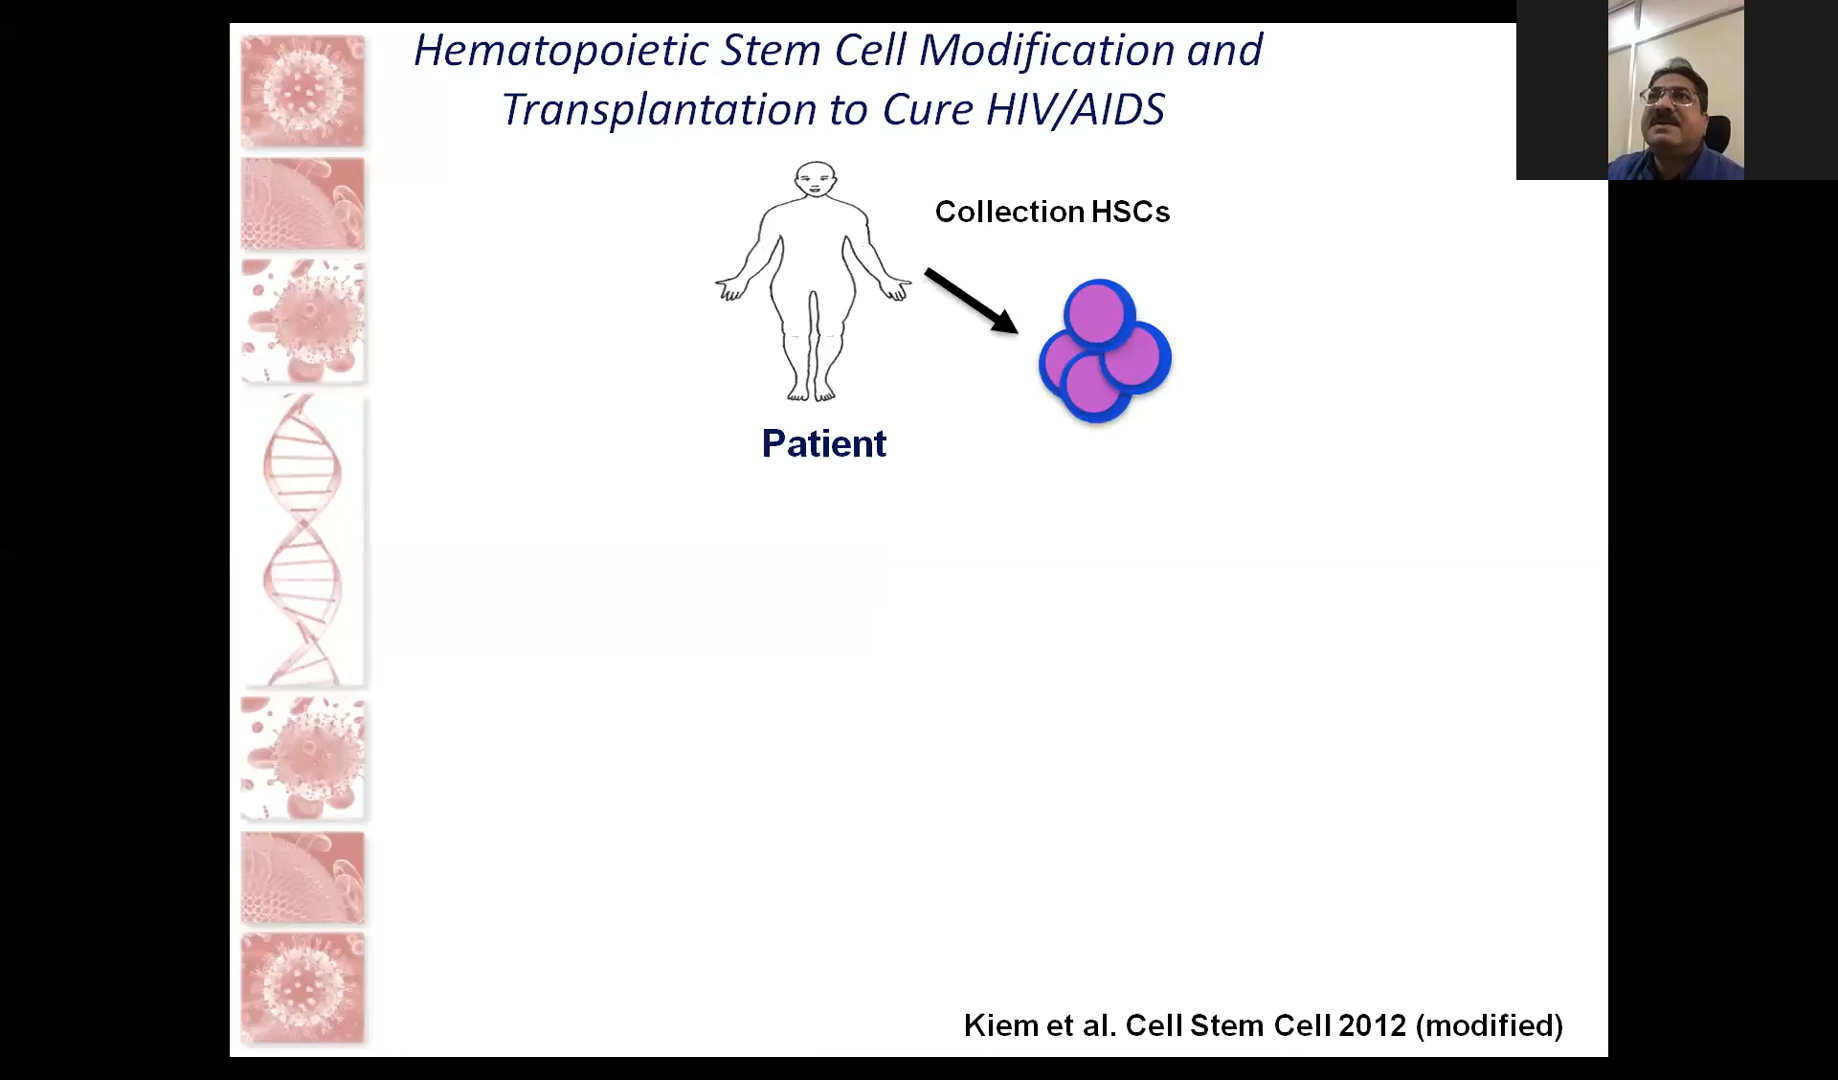 Hematopoietic Stem Cell Modification and
Transplantation to Cure HIV/AIDS
Collection HSCs
Patient
Kiem et al. Cell Stem Cell 2012 (modified)